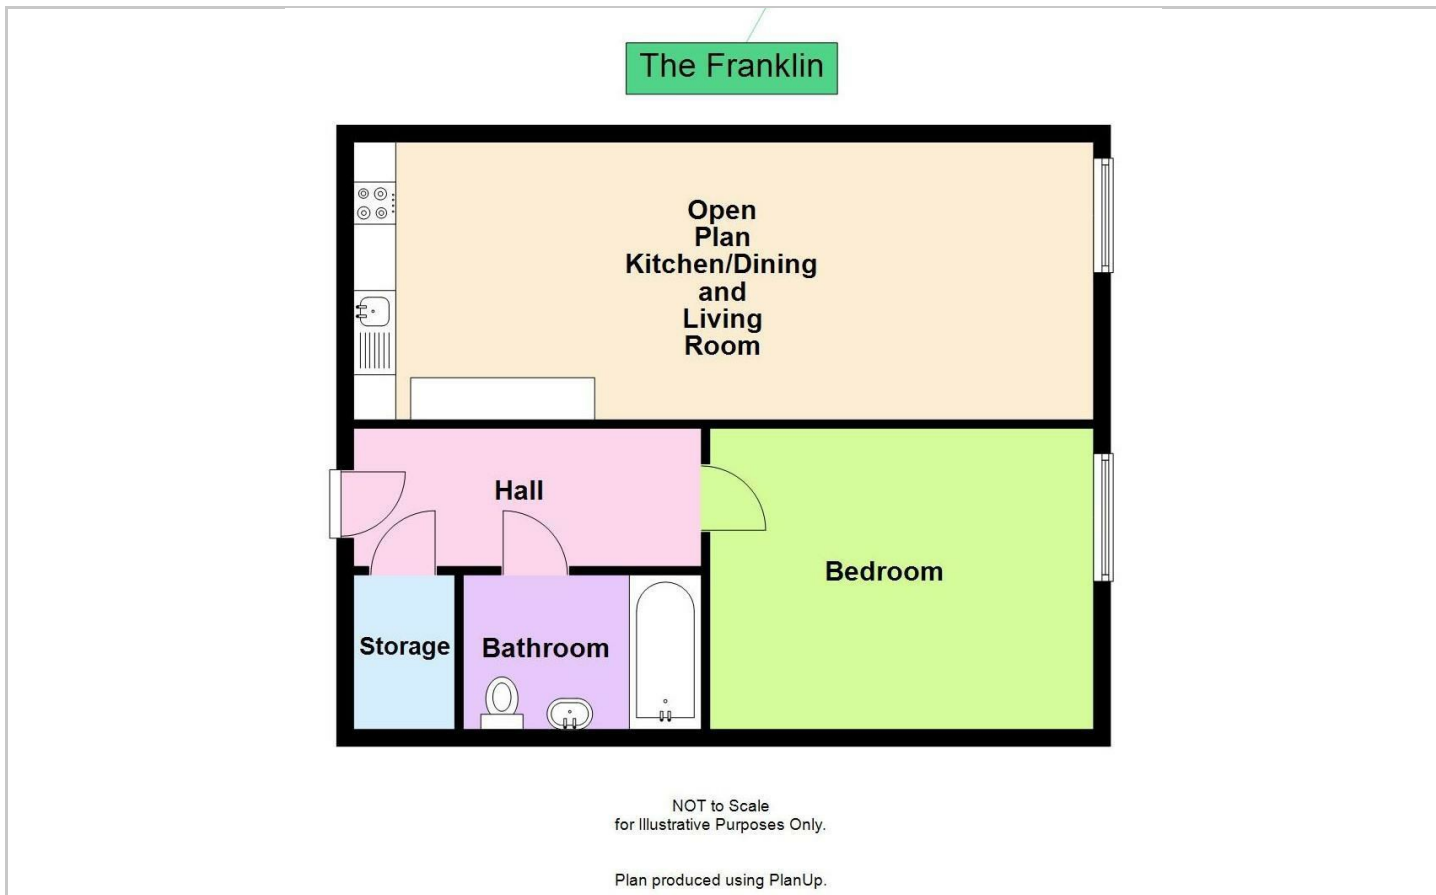 The Franklin
Open
Plan
Kitchen/Dining
and
Living
Room
Hall
Bedroom
Storage
Bathroom
NOT to Scale
for Illustrative Purposes Only.
Plan produced using PlanUp.